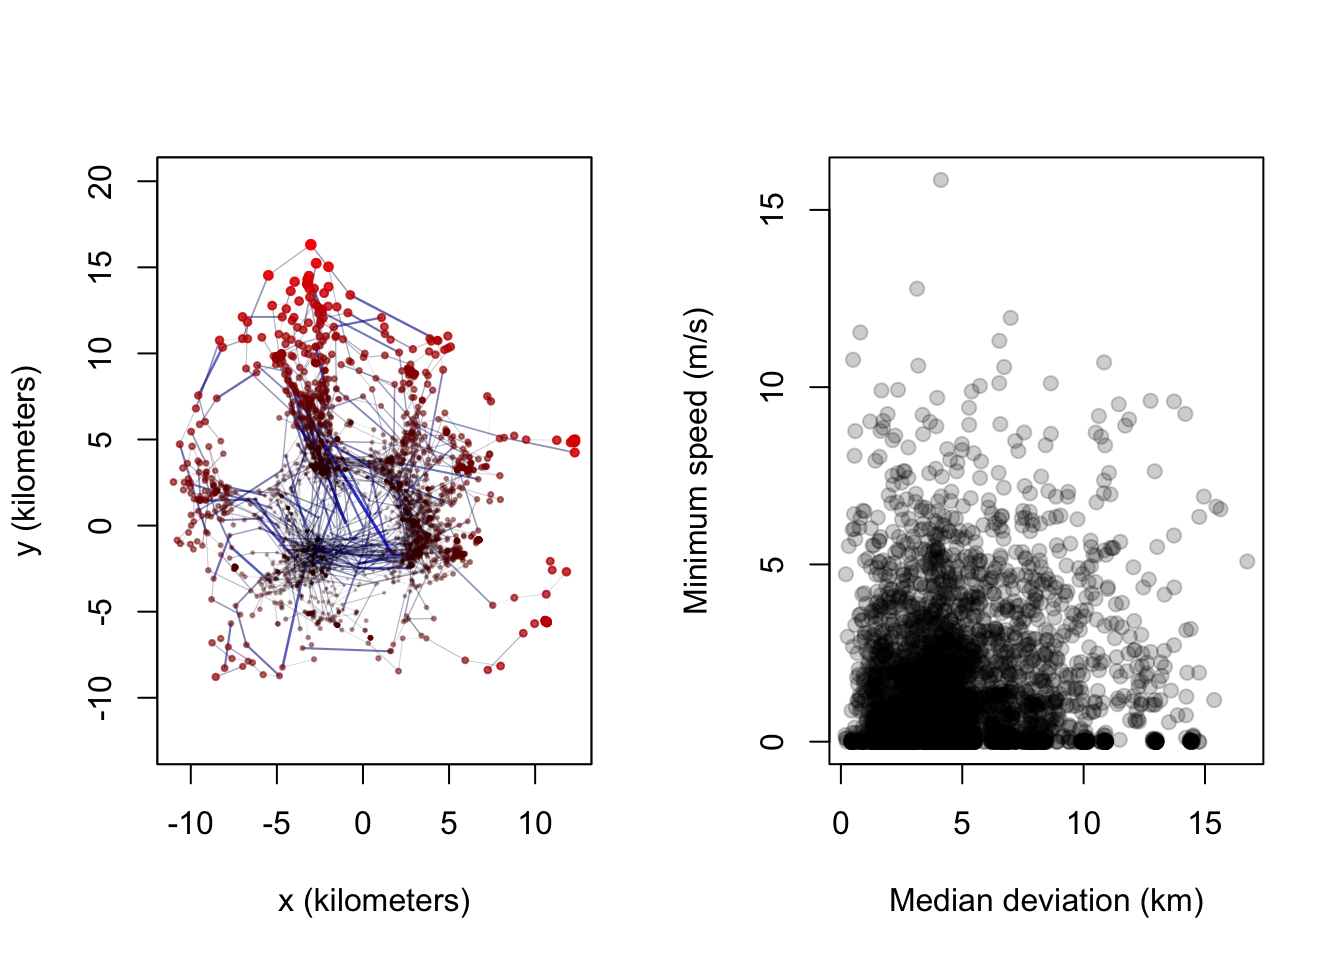 20
15
10
5
0
-5
-10
y (kilometers)
-10 -5 0 5 10
x (kilometers)
15
10
5
0
Minimum speed (m/s)
0 5 10 15
Median deviation (km)